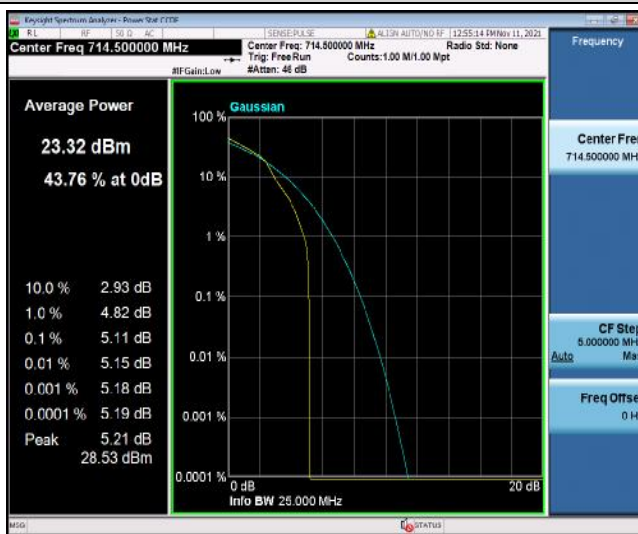 Keysight Spectrum Analyzer - Power Stat CCDF
RL RF 50 Ω AC SENSE:PULSE ALIGN AUTO/NO RF 12:55:14 PM Nov 11, 2021
Center Freq 714.500000 MHz
Center Freq: 714.500000 MHz Radio Std: None
Trig: Free Run Counts:1.00 M/1.00 Mpt
#IFGain:Low #Atten: 46 dB
Frequency
Average Power
23.32 dBm
43.76 % at 0dB
10.0 % 2.93 dB
1.0 % 4.82 dB
0.1 % 5.11 dB
0.01 % 5.15 dB
0.001 % 5.18 dB
0.0001 % 5.19 dB
Peak 5.21 dB
28.53 dBm
Gaussian
100 %
10 %
1 %
0.1 %
0.01 %
0.001 %
0.0001 %
0 dB 20 dB
Info BW 25.000 MHz
Center Fre
714.500000 MH
CF Step
5.000000 MH
Auto Ma
Freq Offse
0 H
MSG STATUS